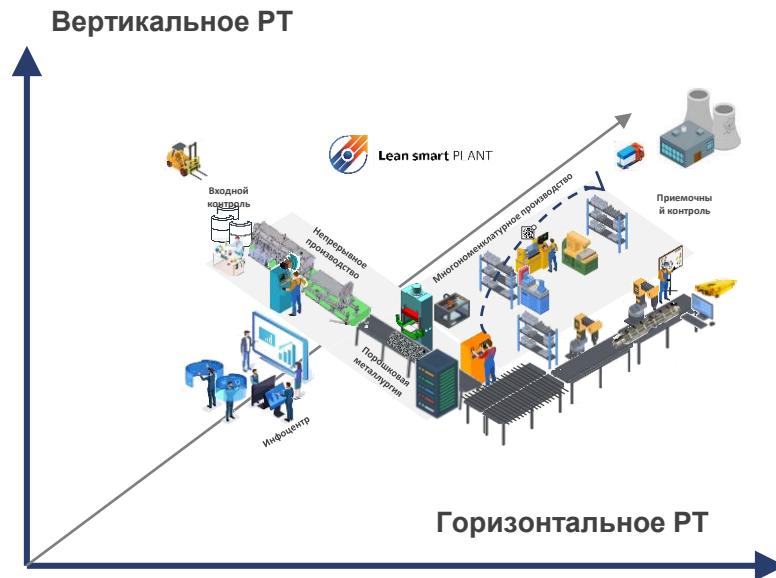 Вертикальное РТ
Lean smart PLANT
Входной
контроль
Непрерывное
производство
Многономенклатурное производство
Приемочны
й контроль
Порошковая
металлургия
Инфоцентр
Горизонтальное РТ